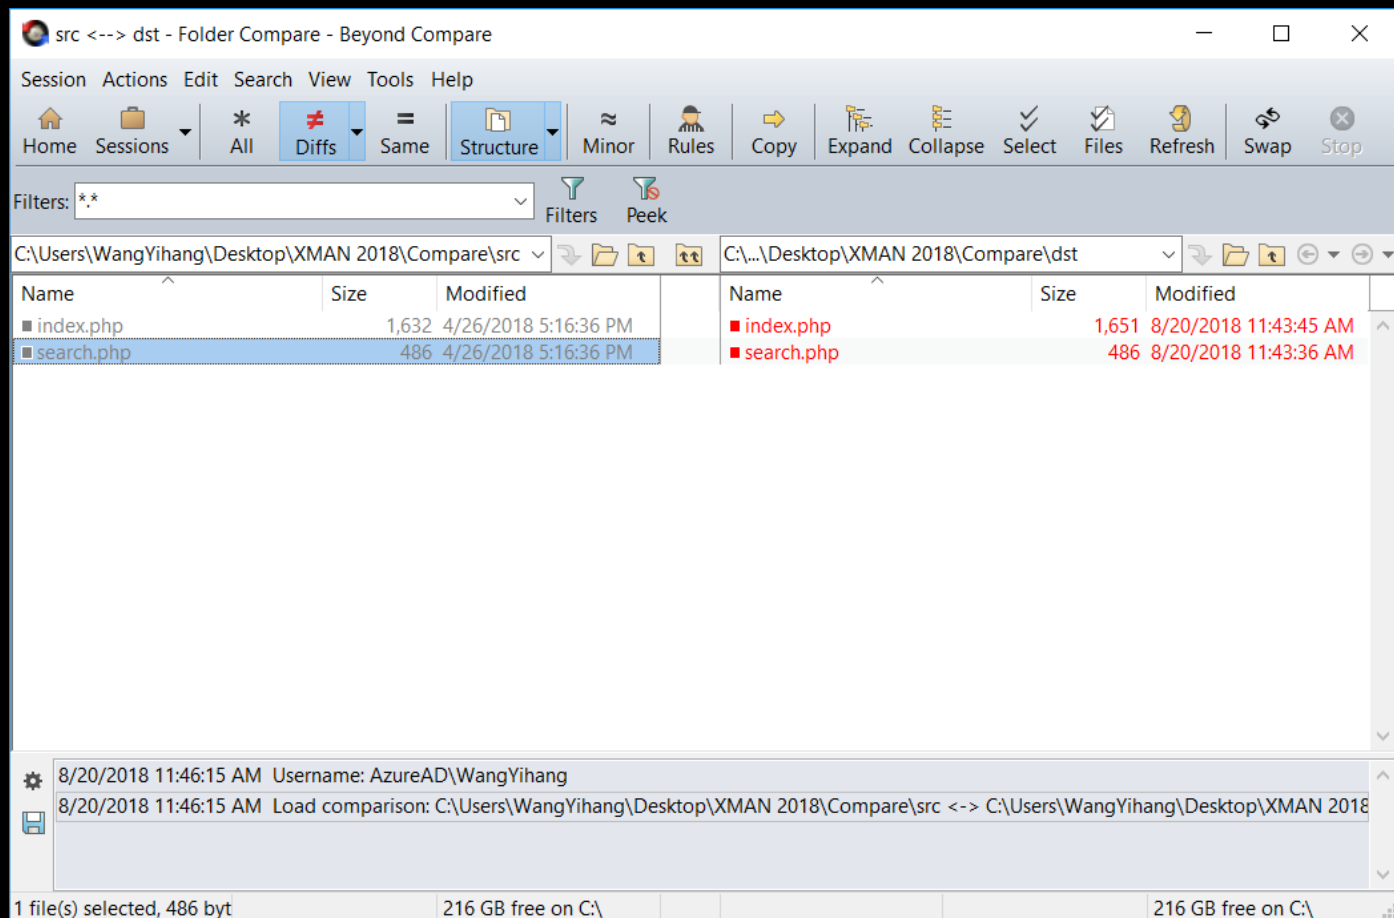 src <--> dst - Folder Compare - Beyond Compare
Session Actions Edit Search View Tools Help
Home Sessions All Diffs Same Structure Minor Rules Copy Expand Collapse Select Files Refresh Swap Stop
Filters: *.* Filters Peek
C:\Users\WangYihang\Desktop\XMAN 2018\Compare\src C:\...\Desktop\XMAN 2018\Compare\dst
Name Size Modified Name Size Modified
index.php 1,632 4/26/2018 5:16:36 PM index.php 1,651 8/20/2018 11:43:45 AM
search.php 486 4/26/2018 5:16:36 PM search.php 486 8/20/2018 11:43:36 AM
8/20/2018 11:46:15 AM Username: AzureAD\WangYihang
8/20/2018 11:46:15 AM Load comparison: C:\Users\WangYihang\Desktop\XMAN 2018\Compare\src <-> C:\Users\WangYihang\Desktop\XMAN 2018
1 file(s) selected, 486 byt 216 GB free on C:\ 216 GB free on C:\